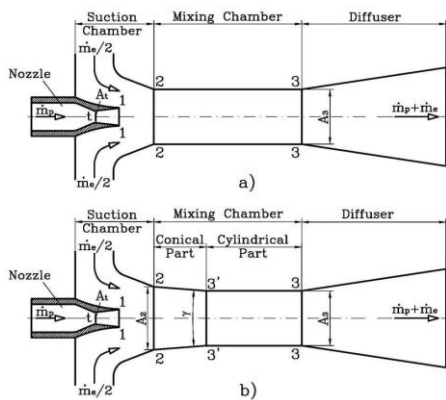 Suction
Chamber
Mixing Chamber
Diffuser
ṁe/2
Nozzle
At
1
2
3
ṁp
t
A3
ṁp+ṁe
1
2
3
ṁe/2
a)
Suction
Chamber
Mixing Chamber
Diffuser
Conical
Part
Cylindrical
Part
ṁe/2
Nozzle
At
1
2
3'
3
ṁp
t
A2
γ
A3
ṁp+ṁe
1
2
3'
3
ṁe/2
b)